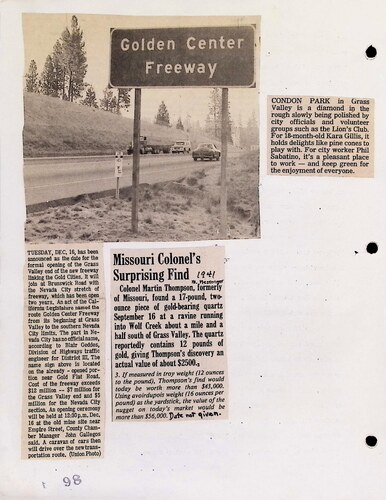 Golden Center
Freeway
CONDON PARK in Grass
Valley is a diamond in the
rough slowly being polished by
city officials and volunteer
groups such as the Lion's Club.
For 18-month-old Kara Gillis, it
holds delights like pine cones to
play with. For city worker Phil
Sabatino, it's a pleasant place
to work — and keep green for
the enjoyment of everyone.
TUESDAY, DEC, 16, has been
announced as the date for the
formal opening of the Grass
Valley end of the new freeway
linking the Gold Cities. It will
join at Brunswick Road with
the Nevada City stretch of
freeway, which has been open
two years. An act of the Cal-
ifornia Legislature named the
route Golden Center Freeway
from its beginning at Grass
Valley to the southern Nevada
City limits. The part in Nevada
City has no official name,
according to Blair Geddes,
Division of Highways traffic
engineer for District III. The
name sign above is located
on the already - opened por-
tion near Gold Flat Road.
Cost of the freeway exceeds
$12 million -- $7 million for
the Grass Valley end and $5
million for the Nevada City
section. An opening ceremony
will be held at 12:30 p.m. Dec.
16 at the old mine site near
Empire Street, County Cham-
ber Manager John Gallegos
said. A caravan of cars then
will drive over the new trans-
portation route. (Union Photo)
Missouri Colonel's
Surprising Find 1941
Messenger
Colonel Martin Thompson, formerly
of Missouri, found a 17-pound, two-
ounce piece of gold-bearing quartz
September 16 at a ravine running
into Wolf Creek about a mile and a
half south of Grass Valley. The quartz
reportedly contained 12 pounds of
gold, giving Thompson's discovery an
actual value of about $2500.
3. If measured in troy weight (12 ounces
to the pound), Thompson's find would
today be worth more than $43,000.
Using avoirdupois weight (16 ounces per
pound) as the yardstick, the value of the
nugget on today's market would be
more than $56,000. Date not given.
98